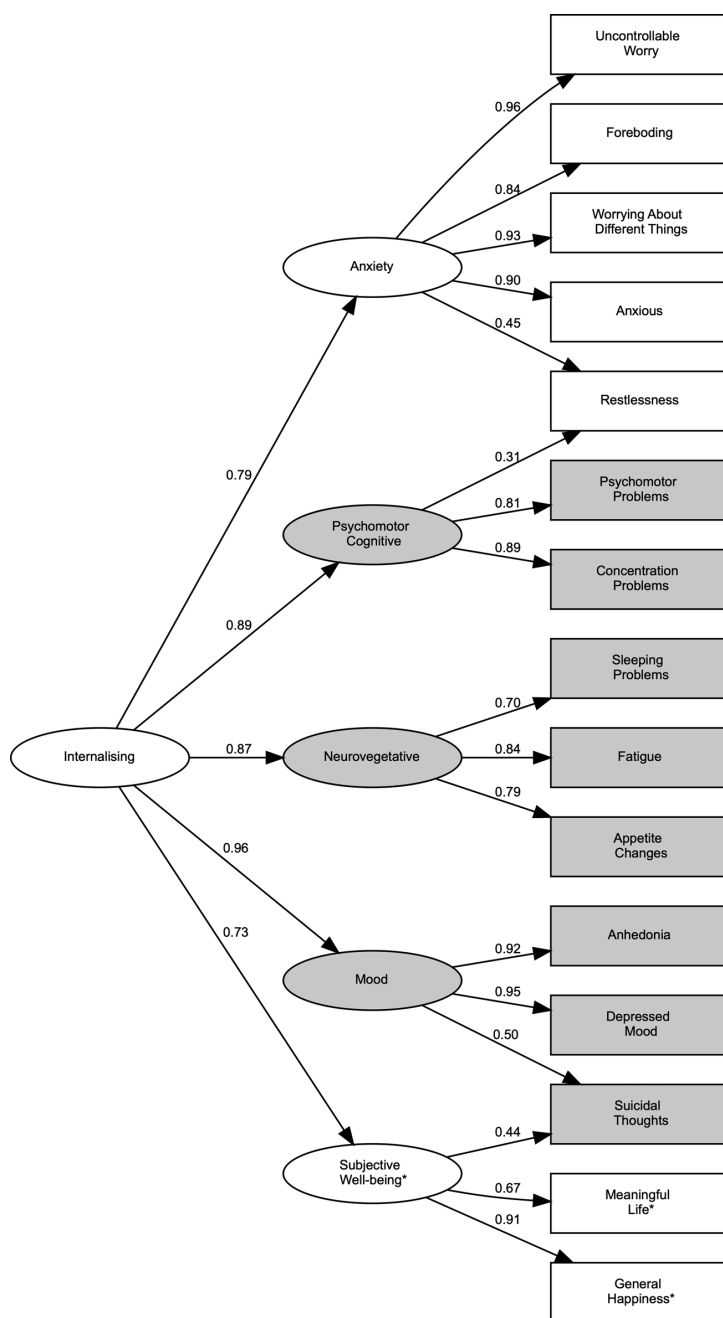 Uncontrollable
Worry
0.96
Foreboding
0.84
Worrying About
Different Things
0.93
Anxiety
0.90
Anxious
0.45
Restlessness
0.79
0.31
Psychomotor
Problems
0.81
Psychomotor
Cognitive
0.89
Concentration
Problems
0.89
Sleeping
Problems
0.70
Internalising
0.87
Neurovegetative
0.84
Fatigue
0.79
Appetite
Changes
0.96
0.73
Anhedonia
0.92
Mood
0.95
Depressed
Mood
0.50
Suicidal
Thoughts
0.44
Subjective
Well-being*
0.67
Meaningful
Life*
0.91
General
Happiness*